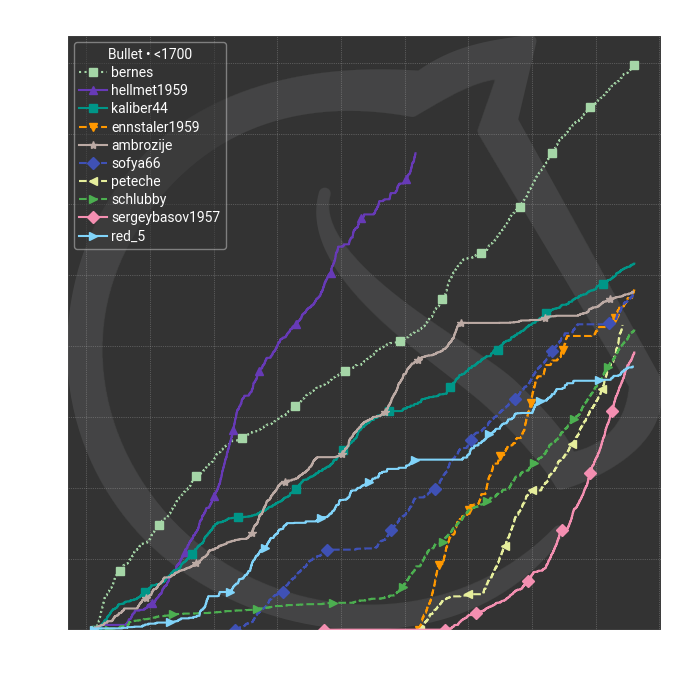 Bullet • <1700
bernes
hellmet1959
kaliber44
ennstaler1959
ambrozije
sofya66
peteche
schlubby
sergeybasov1957
red_5